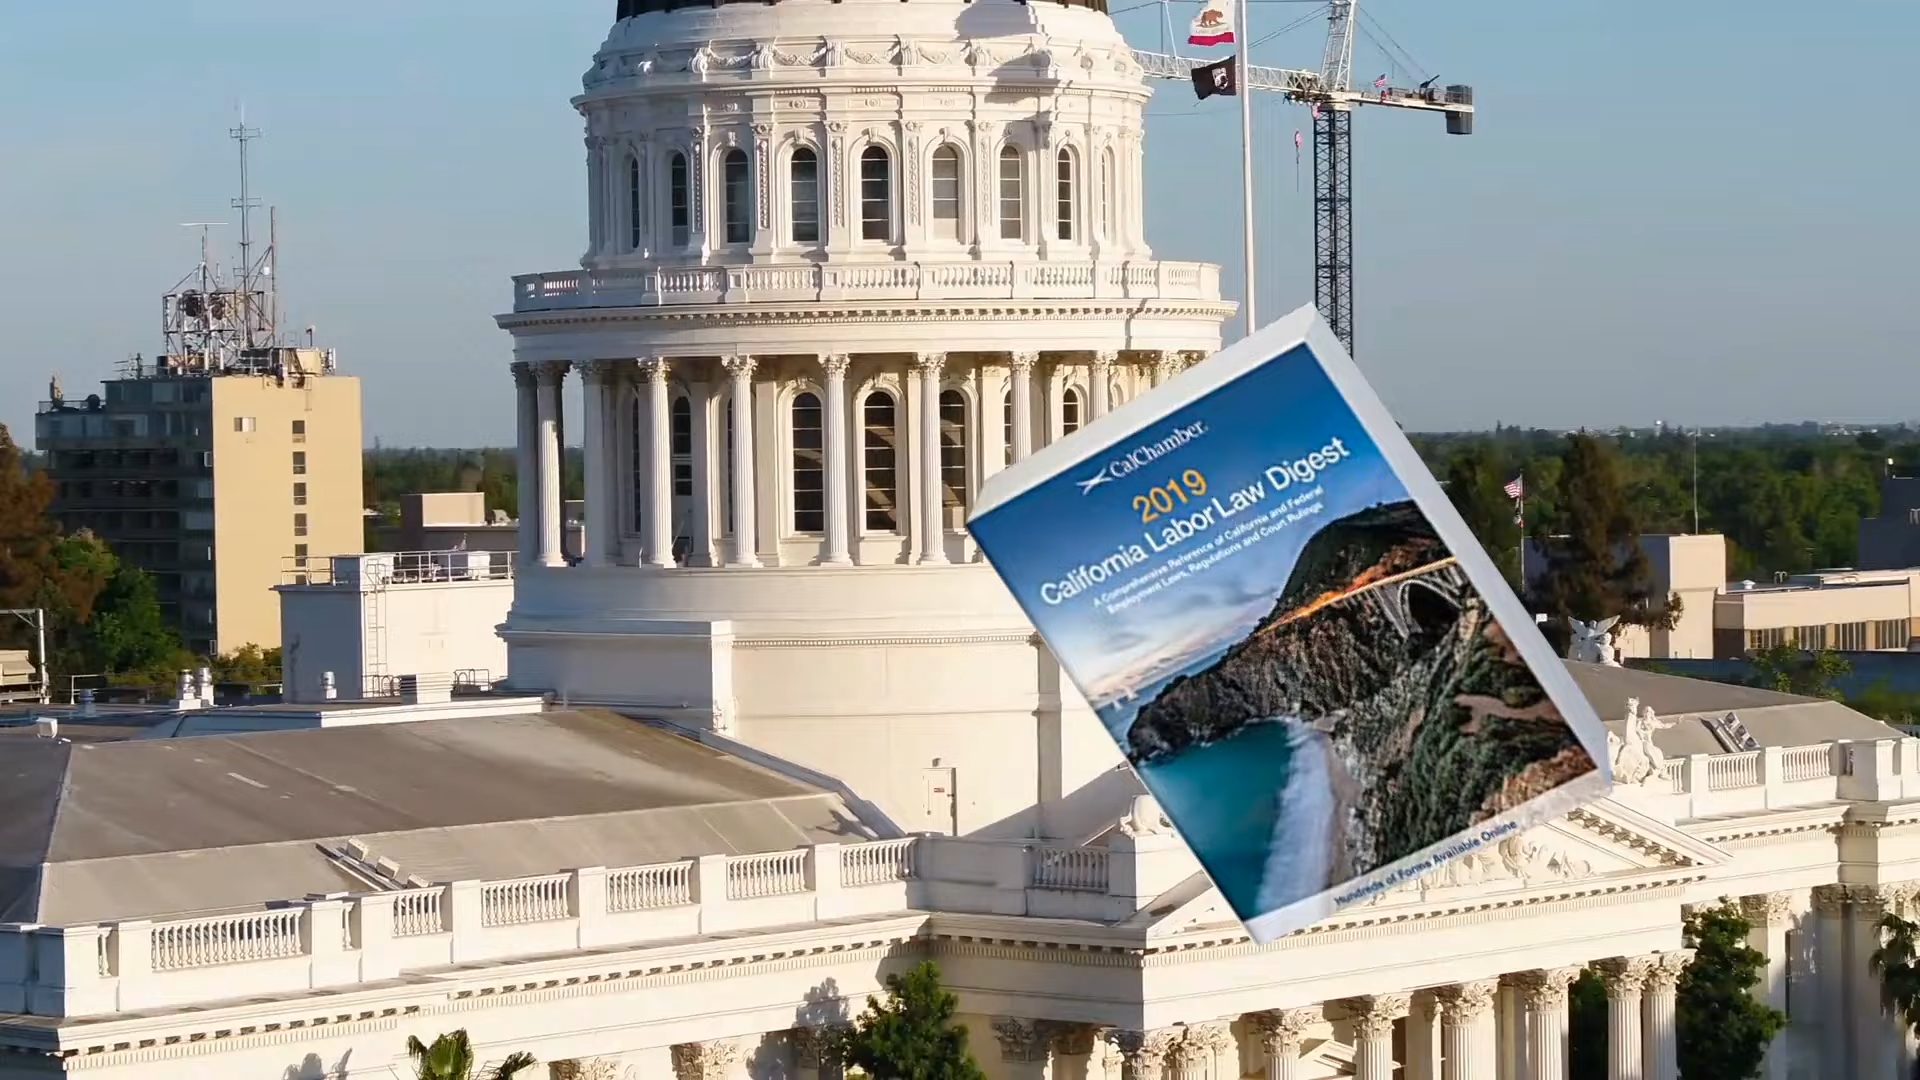 CalChamber
2019
California Labor Law Digest
A Comprehensive Reference of California and Federal
Employment Laws, Regulations and Court Rulings
Hundreds of Forms Available Online